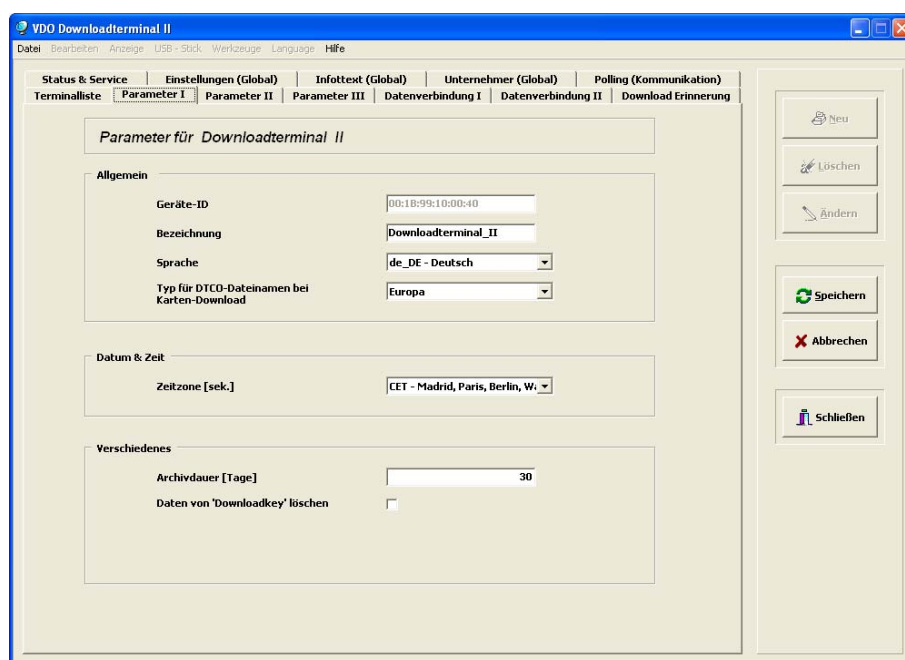 VDO Downloadterminal II
Datei Bearbeiten Anzeige USB - Stick Werkzeuge Language Hilfe
Status & Service Einstellungen (Global) Infottext (Global) Unternehmer (Global) Polling (Kommunikation)
Terminalliste Parameter I Parameter II Parameter III Datenverbindung I Datenverbindung II Download Erinnerung
Parameter für Downloadterminal II
Allgemein
Geräte-ID 00:18:99:10:00:40
Bezeichnung Downloadterminal_II
Sprache de_DE - Deutsch
Typ für DTCO-Dateinamen bei
Karten-Download Europa
Datum & Zeit
Zeitzone [sek.] CET - Madrid, Paris, Berlin,
Verschiedenes
Archivdauer [Tage] 30
Daten von 'Downloadkey' löschen
Neu
Löschen
Ändern
Speichern
Abbrechen
Schließen